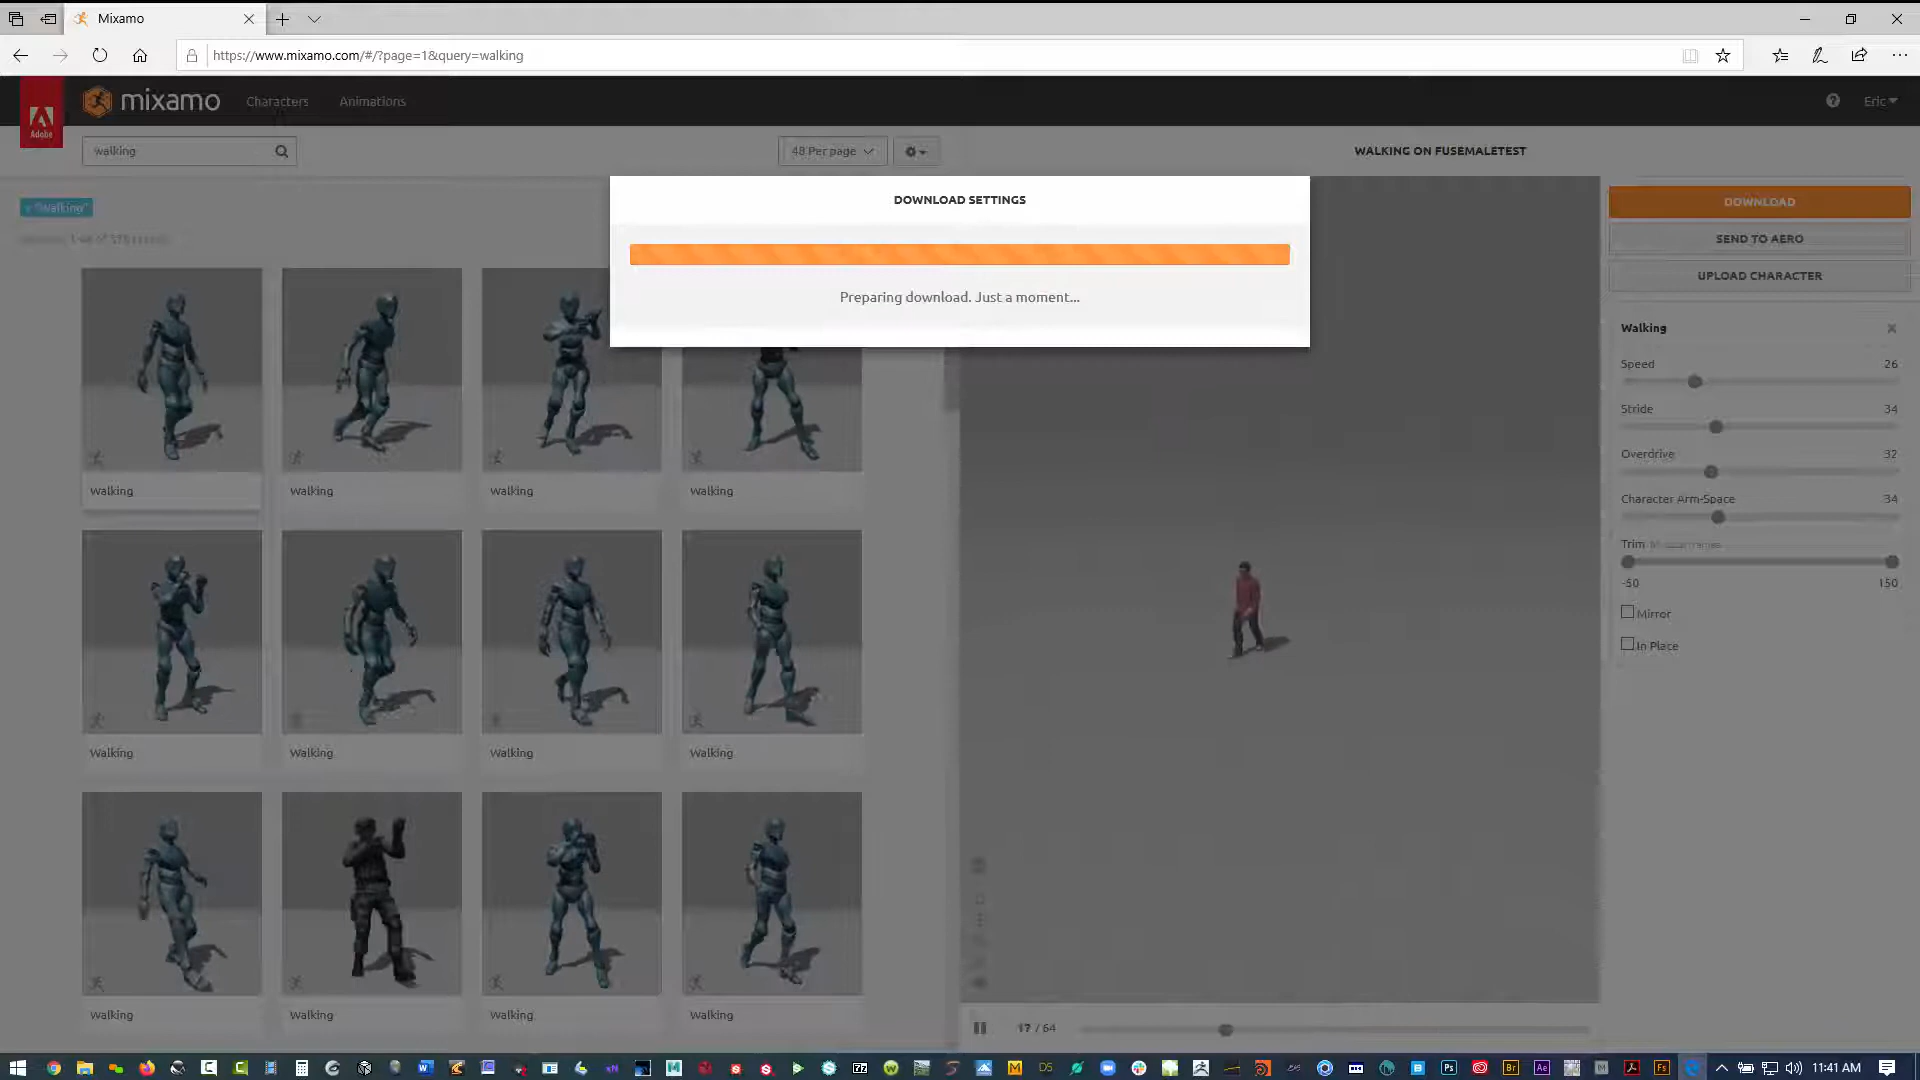 Mixamo
https://www.mixamo.com/#/?page=1&query=walking
Adobe
mixamo
Characters
Animations
Eric
walking
48 Per page
WALKING ON FUSEMALETEST
DOWNLOAD SETTINGS
Preparing download. Just a moment...
"Walking"
DOWNLOAD
SEND TO AERO
UPLOAD CHARACTER
Walking
Speed 26
Stride 34
Overdrive 32
Character Arm-Space 34
Trim
-50 150
Mirror
In Place
Walking Walking Walking Walking
Walking Walking Walking Walking
Walking Walking Walking Walking
17 / 64
11:41 AM